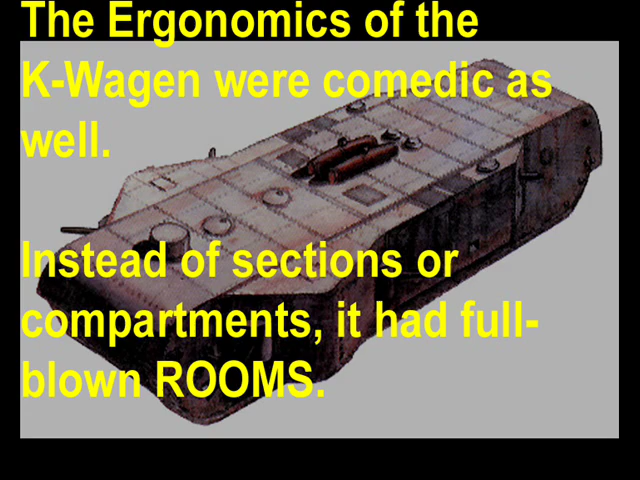 The Ergonomics of the
K-Wagen were comedic as
well.
Instead of sections or
compartments, it had full-
blown ROOMS.